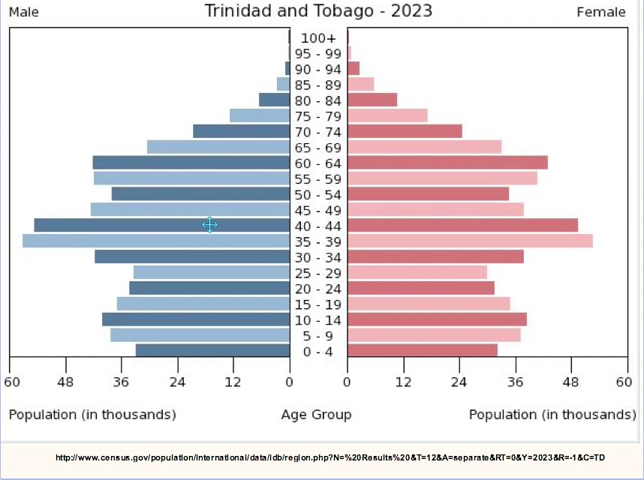 Male Trinidad and Tobago - 2023 Female
100+
95 - 99
90 - 94
85 - 89
80 - 84
75 - 79
70 - 74
65 - 69
60 - 64
55 - 59
50 - 54
45 - 49
40 - 44
35 - 39
30 - 34
25 - 29
20 - 24
15 - 19
10 - 14
5 - 9
0 - 4
60 48 36 24 12 0 0 12 24 36 48 60
Population (in thousands) Age Group Population (in thousands)
http://www.census.gov/population/international/data/idb/region.php?N=%20Results%20&T=12&A=separate&RT=0&Y=2023&R=-1&C=TD